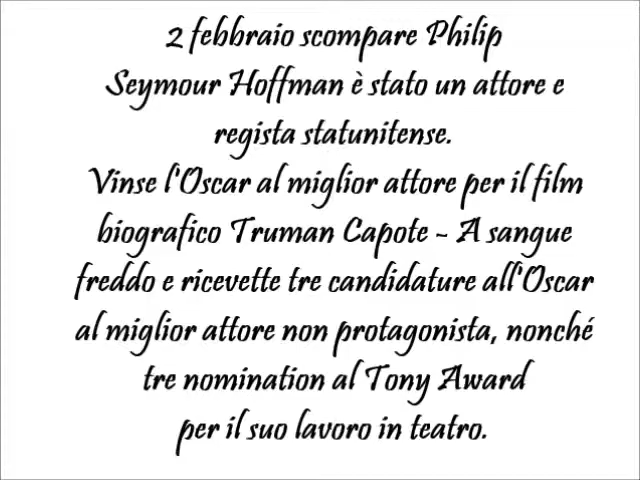 2 febbraio scompare Philip
Seymour Hoffman è stato un attore e
regista statunitense.
Vinse l'Oscar al miglior attore per il film
biografico Truman Capote - A sangue
freddo e ricevette tre candidature all'Oscar
al miglior attore non protagonista, nonché
tre nomination al Tony Award
per il suo lavoro in teatro.